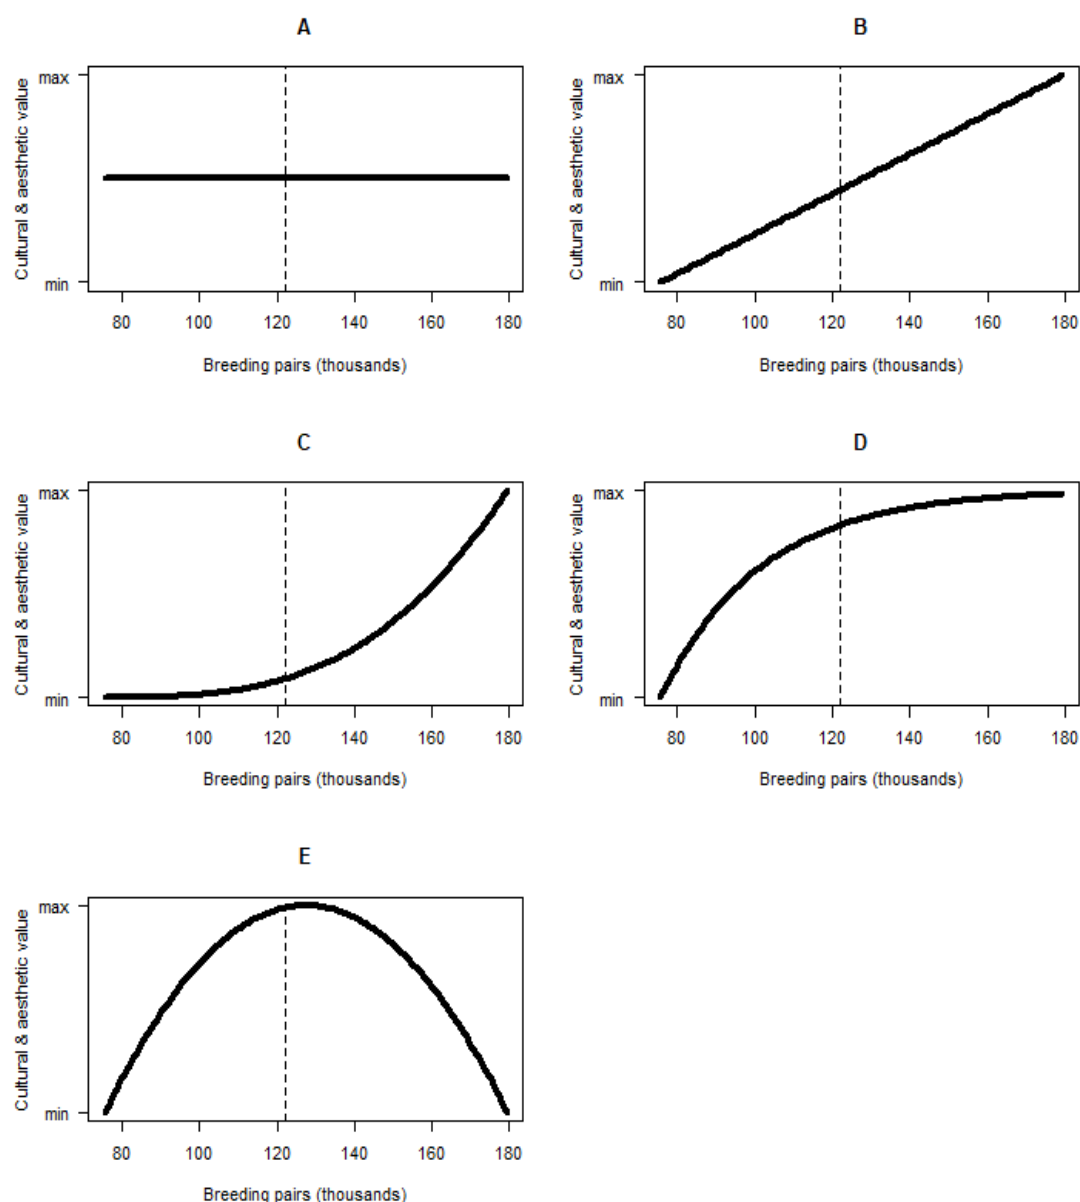 A
Cultural & aesthetic value
max
min
80 100 120 140 160 180
Breeding pairs (thousands)
B
Cultural & aesthetic value
max
min
80 100 120 140 160 180
Breeding pairs (thousands)
C
Cultural & aesthetic value
max
min
80 100 120 140 160 180
Breeding pairs (thousands)
D
Cultural & aesthetic value
max
min
80 100 120 140 160 180
Breeding pairs (thousands)
E
Cultural & aesthetic value
max
min
80 100 120 140 160 180
Breeding pairs (thousands)